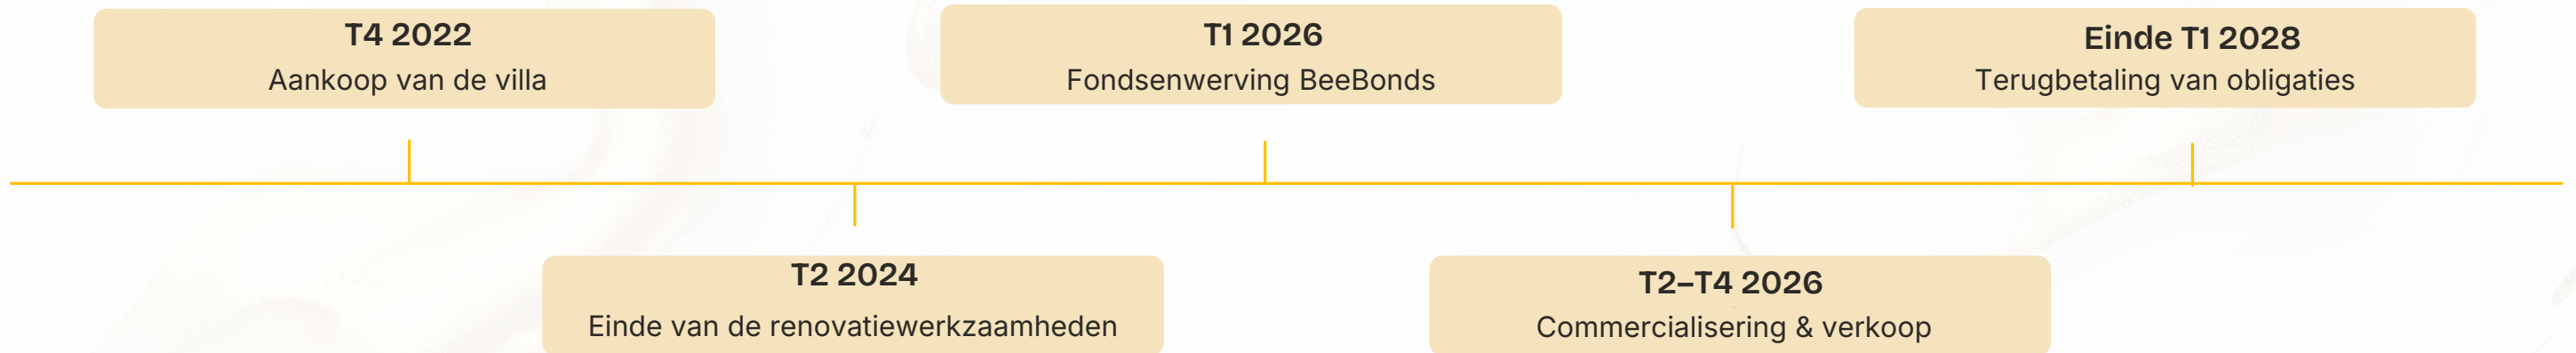 T4 2022
Aankoop van de villa
T2 2024
Einde van de renovatiewerkzaamheden
T1 2026
Fondsenwerving BeeBonds
T2–T4 2026
Commercialisering & verkoop
Einde T1 2028
Terugbetaling van obligaties